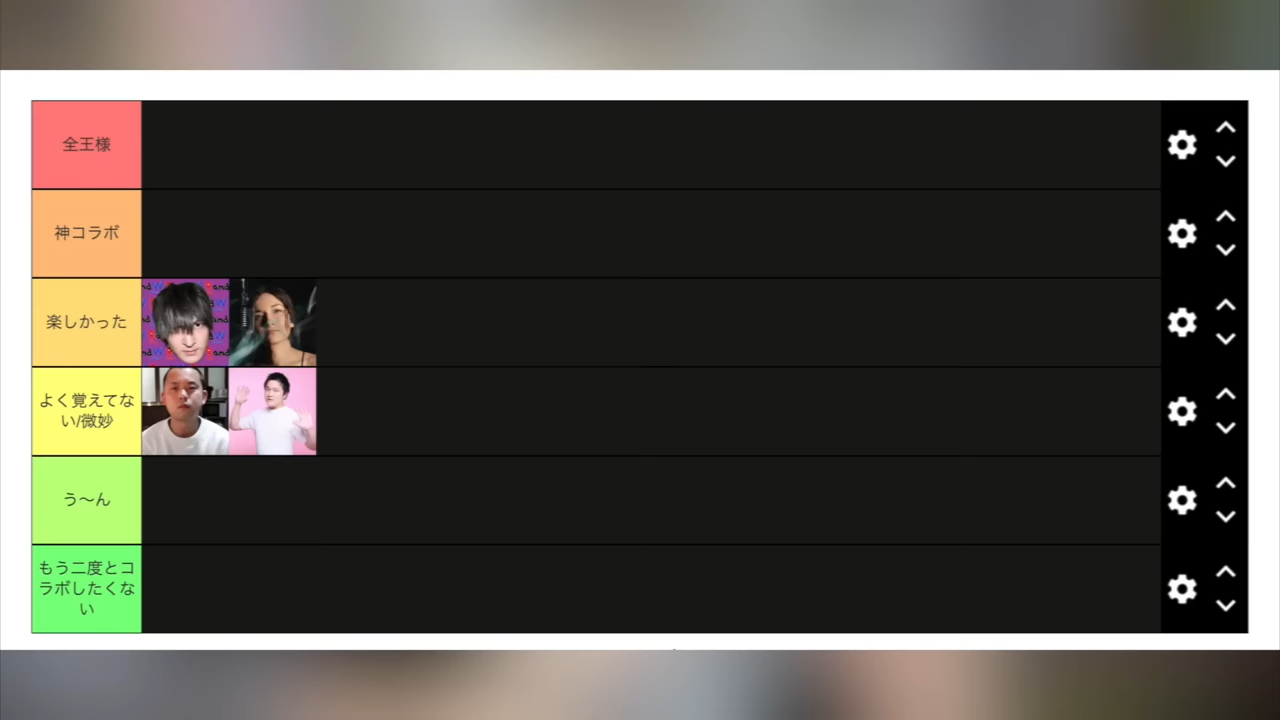 全王様
神コラボ
楽しかった
よく覚えてな
い/微妙
う〜ん
もう二度とコ
ラボしたくな
い